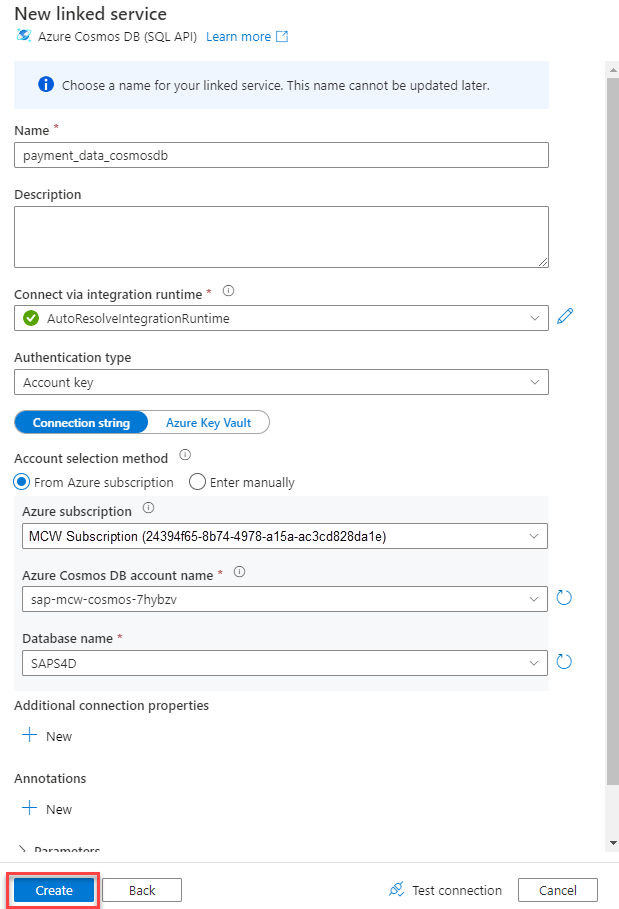 New linked service
Azure Cosmos DB (SQL API) Learn more
Choose a name for your linked service. This name cannot be updated later.
Name *
payment_data_cosmosdb
Description
Connect via integration runtime *
AutoResolveIntegrationRuntime
Authentication type
Account key
Connection string Azure Key Vault
Account selection method
From Azure subscription Enter manually
Azure subscription
MCW Subscription (24394f65-8b74-4978-a15a-ac3cd828da1e)
Azure Cosmos DB account name *
sap-mcw-cosmos-7hybzv
Database name *
SAPS4D
Additional connection properties
New
Annotations
New
Parameters
Create Back Test connection Cancel